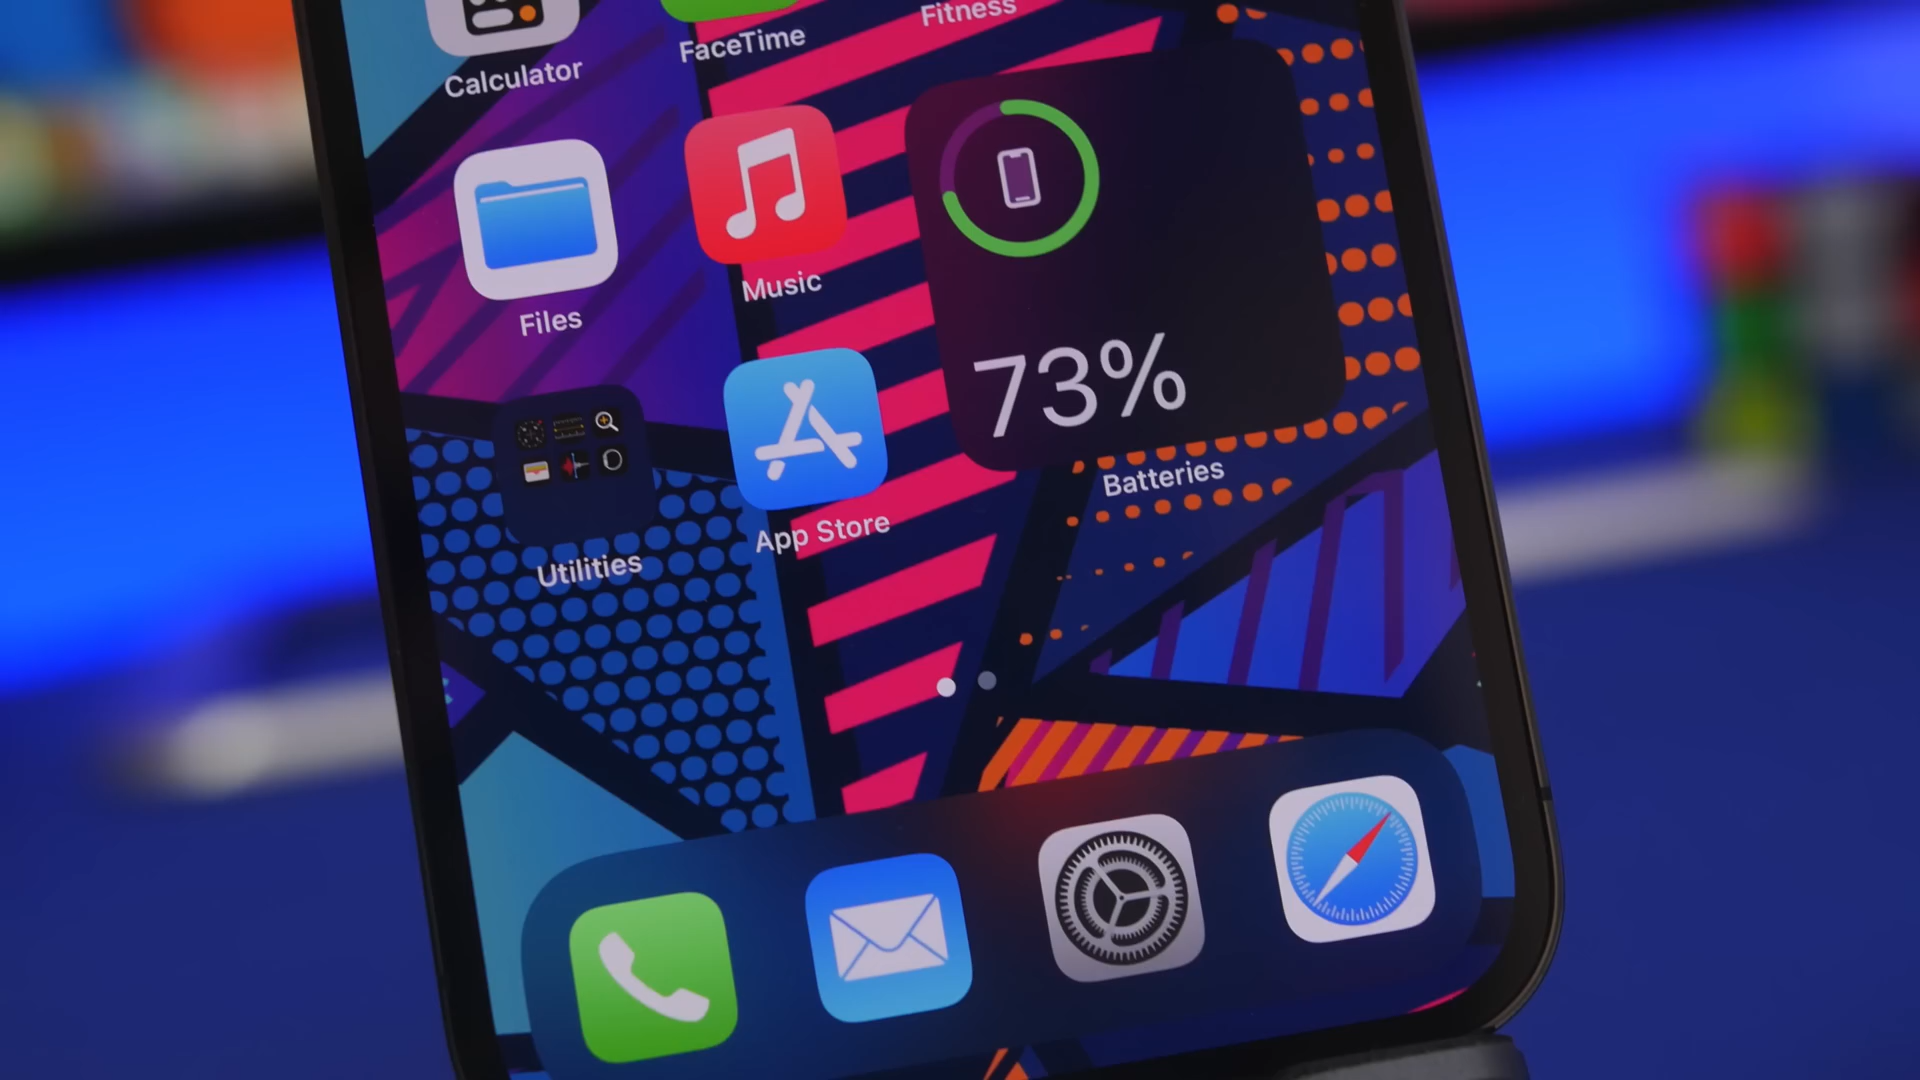 Fitness
FaceTime
Calculator
Music
Files
73%
Batteries
App Store
Utilities